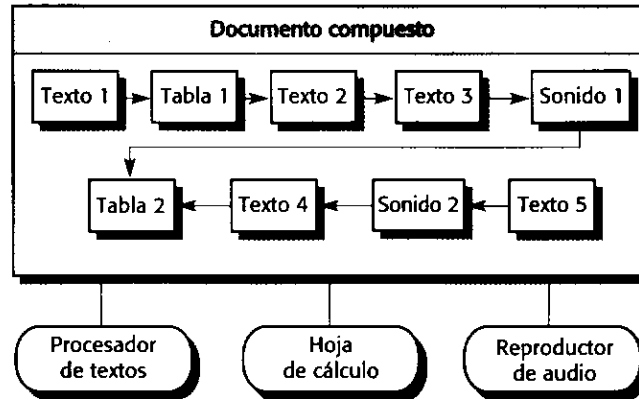 Documento compuesto
Texto 1
Tabla 1
Texto 2
Texto 3
Sonido 1
Tabla 2
Texto 4
Sonido 2
Texto 5
Procesador
de textos
Hoja
de cálculo
Reproductor
de audio